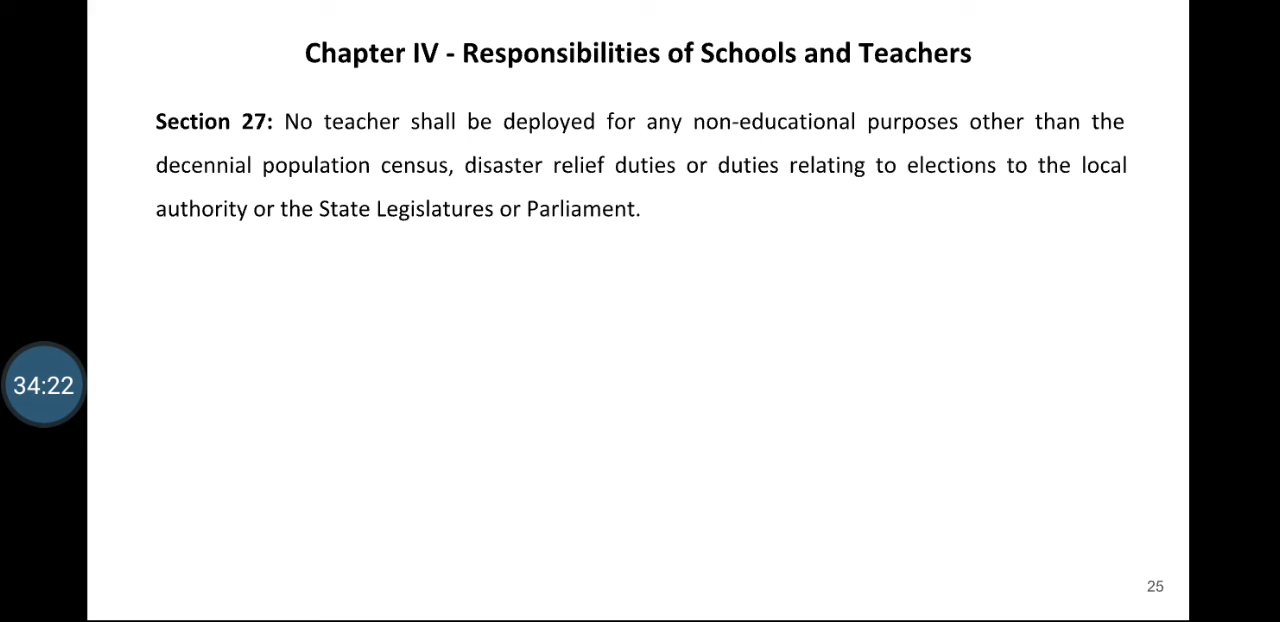 Chapter IV - Responsibilities of Schools and Teachers
Section 27: No teacher shall be deployed for any non-educational purposes other than the
decennial population census, disaster relief duties or duties relating to elections to the local
authority or the State Legislatures or Parliament.
34:22
25